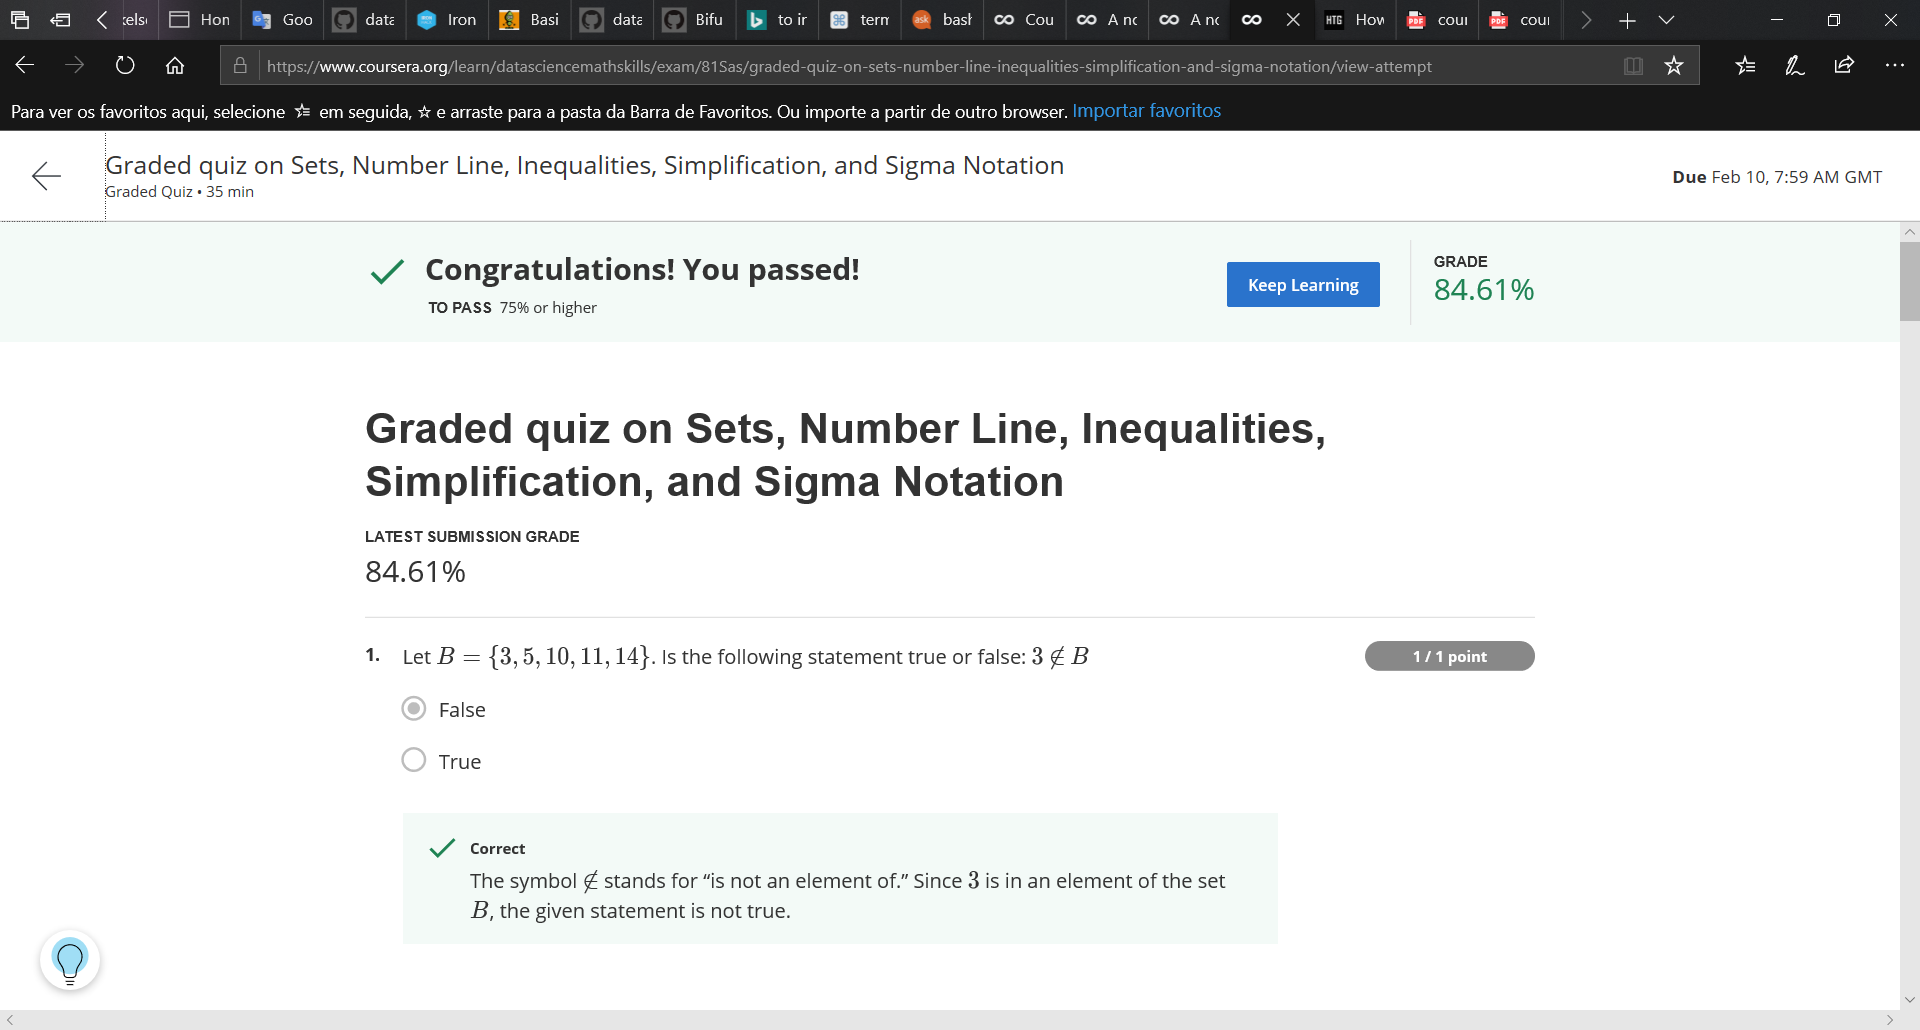 kelso Hon Goo data Iron Basi data Bifu to ir term bash Cou A no A no How cour cour
https://www.coursera.org/learn/datasciencemathskills/exam/81Sas/graded-quiz-on-sets-number-line-inequalities-simplification-and-sigma-notation/view-attempt
Para ver os favoritos aqui, selecione em seguida, e arraste para a pasta da Barra de Favoritos. Ou importe a partir de outro browser. Importar favoritos
Graded quiz on Sets, Number Line, Inequalities, Simplification, and Sigma Notation
Graded Quiz • 35 min
Due Feb 10, 7:59 AM GMT
Congratulations! You passed!
TO PASS 75% or higher
Keep Learning
GRADE
84.61%
Graded quiz on Sets, Number Line, Inequalities,
Simplification, and Sigma Notation
LATEST SUBMISSION GRADE
84.61%
1. Let B = {3, 5, 10, 11, 14}. Is the following statement true or false: 3 ∉ B
1 / 1 point
False
True
Correct
The symbol ∉ stands for “is not an element of.” Since 3 is in an element of the set
B, the given statement is not true.